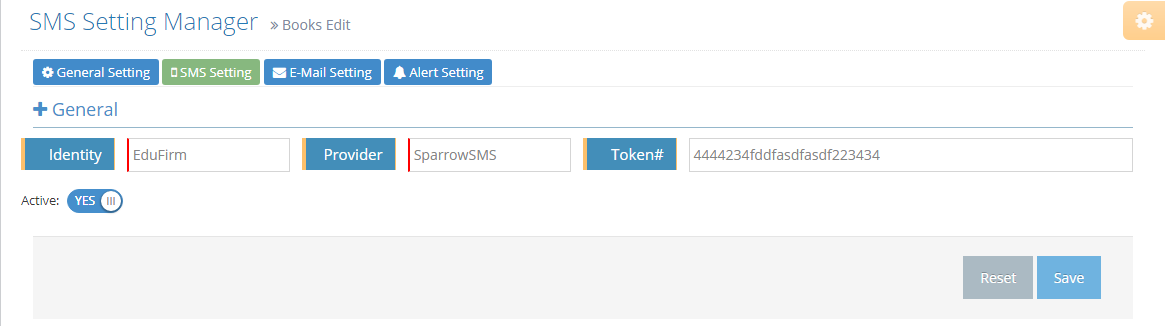 SMS Setting Manager » Books Edit
General Setting SMS Setting E-Mail Setting Alert Setting
General
Identity EduFirm Provider SparrowSMS Token# 4444234fddfasdfasdf223434
Active: YES
Reset Save